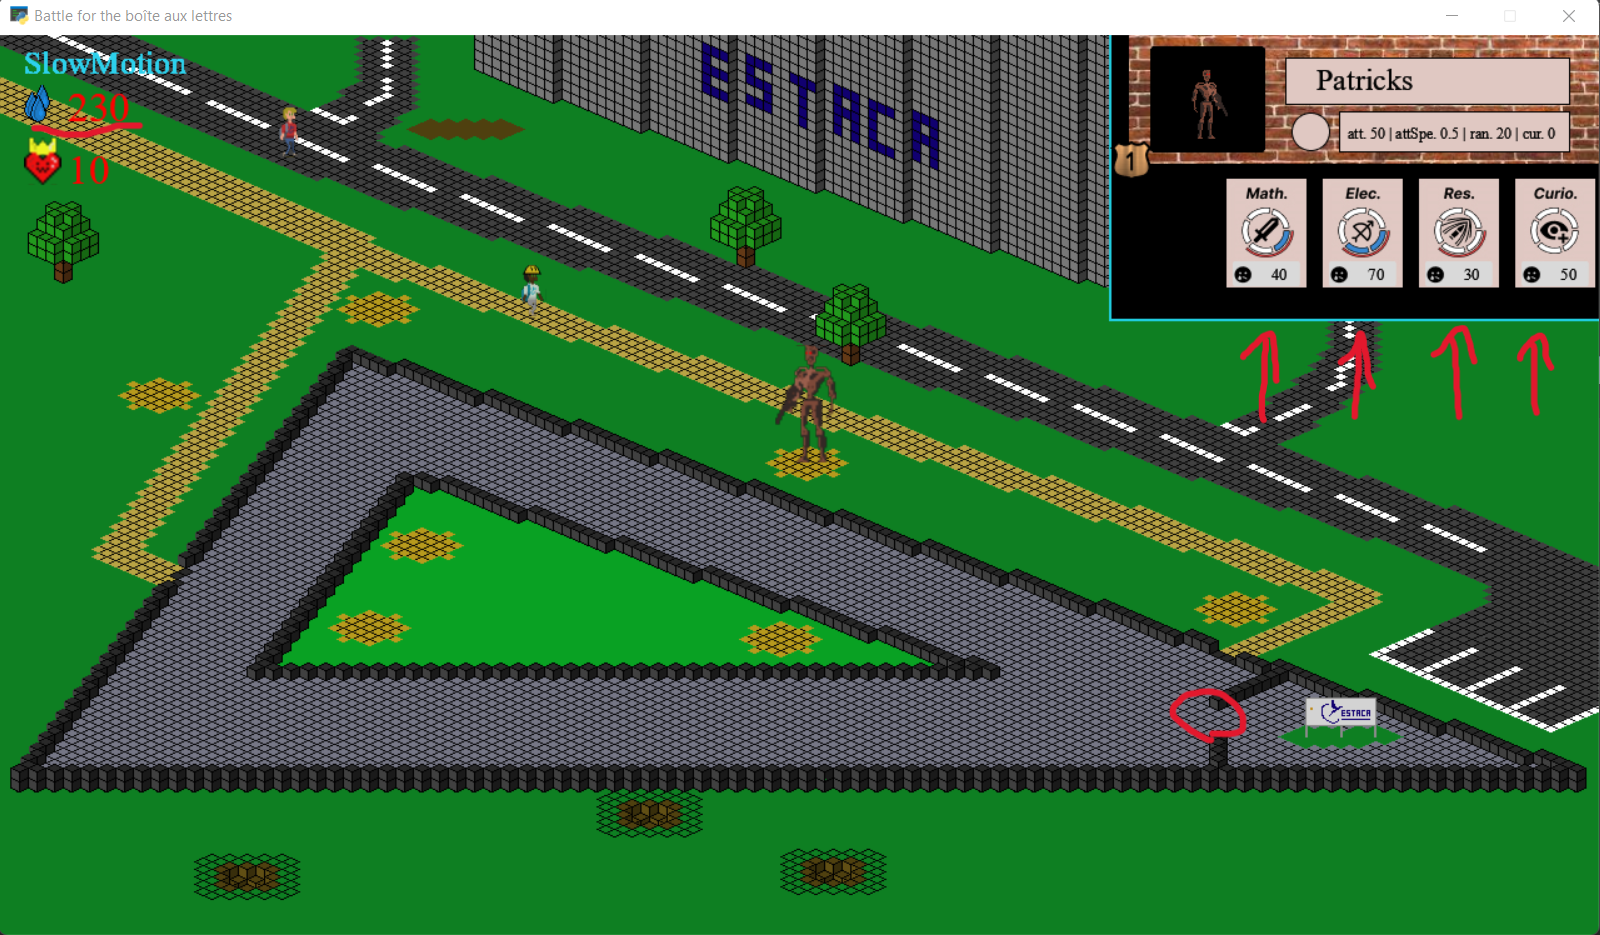 Battle for the boîte aux lettres
SlowMotion
230
10
ESTACA
Patricks
att. 50 | attSpe. 0.5 | ran. 20 | cur. 0
1
Math. Elec. Res. Curio.
40 70 30 50
ESTACA